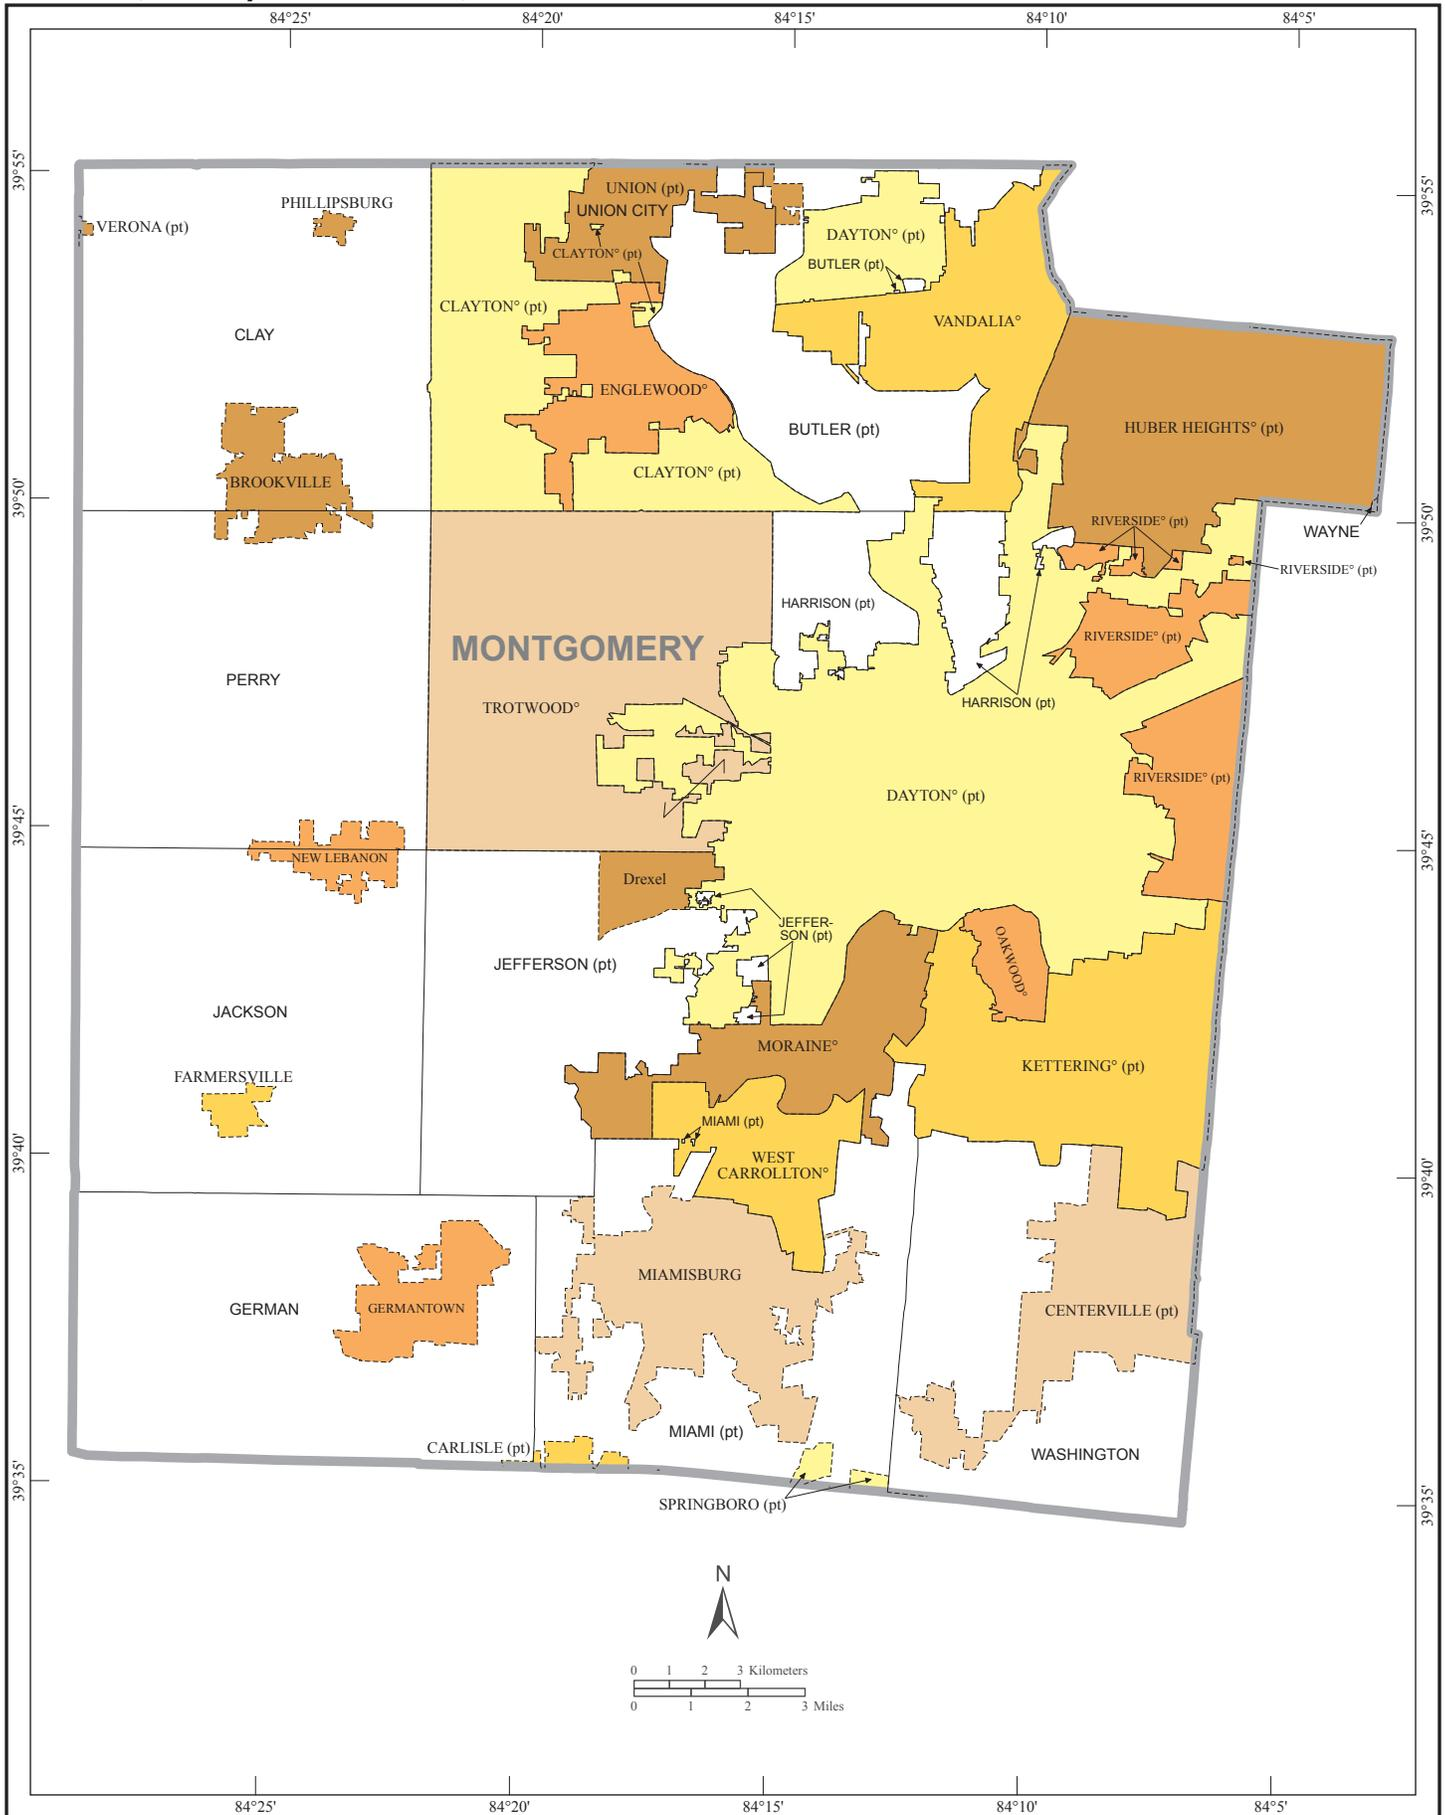 84°25'
84°20'
84°15'
84°10'
84°5'
39°55'
39°55'
UNION (pt)
PHILLIPSBURG
UNION CITY
VERONA (pt)
DAYTON° (pt)
CLAYTON° (pt)
BUTLER (pt)
CLAYTON° (pt)
VANDALIA°
CLAY
ENGLEWOOD°
BUTLER (pt)
HUBER HEIGHTS° (pt)
CLAYTON° (pt)
BROOKVILLE
39°50'
39°50'
RIVERSIDE° (pt)
WAYNE
RIVERSIDE° (pt)
HARRISON (pt)
RIVERSIDE° (pt)
MONTGOMERY
PERRY
HARRISON (pt)
TROTWOOD°
RIVERSIDE° (pt)
DAYTON° (pt)
39°45'
39°45'
NEW LEBANON
Drexel
JEFFER-
SON (pt)
OAKWOOD°
JEFFERSON (pt)
JACKSON
MORAINE°
KETTERING° (pt)
FARMERSVILLE
MIAMI (pt)
39°40'
39°40'
WEST
CARROLLTON°
MIAMISBURG
GERMAN
GERMANTOWN
CENTERVILLE (pt)
MIAMI (pt)
CARLISLE (pt)
WASHINGTON
39°35'
39°35'
SPRINGBORO (pt)
N
0 1 2 3 Kilometers
0 1 2 3 Miles
84°25'
84°20'
84°15'
84°10'
84°5'